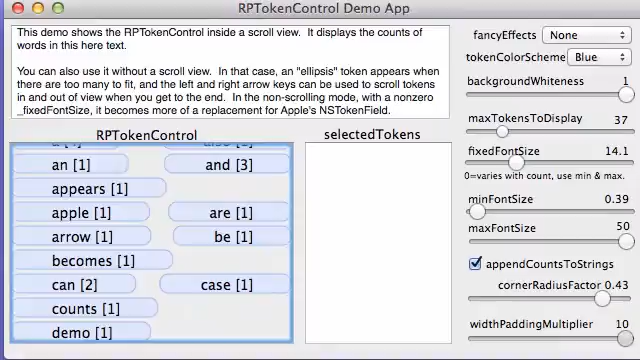 RPTokenControl Demo App
This demo shows the RPTokenControl inside a scroll view.  It displays the counts of
words in this here text.
You can also use it without a scroll view.  In that case, an "ellipsis" token appears when
there are too many to fit, and the left and right arrow keys can be used to scroll tokens
in and out of view when you get to the end.  In the non-scrolling mode, with a nonzero
_fixedFontSize, it becomes more of a replacement for Apple's NSTokenField.
RPTokenControl
an [1] and [3]
appears [1]
apple [1] are [1]
arrow [1] be [1]
becomes [1]
can [2] case [1]
counts [1]
demo [1]
selectedTokens
fancyEffects None
tokenColorScheme Blue
backgroundWhiteness 1
maxTokensToDisplay 37
fixedFontSize 14.1
0=varies with count, use min & max.
minFontSize 0.39
maxFontSize 50
appendCountsToStrings
cornerRadiusFactor 0.43
widthPaddingMultiplier 10